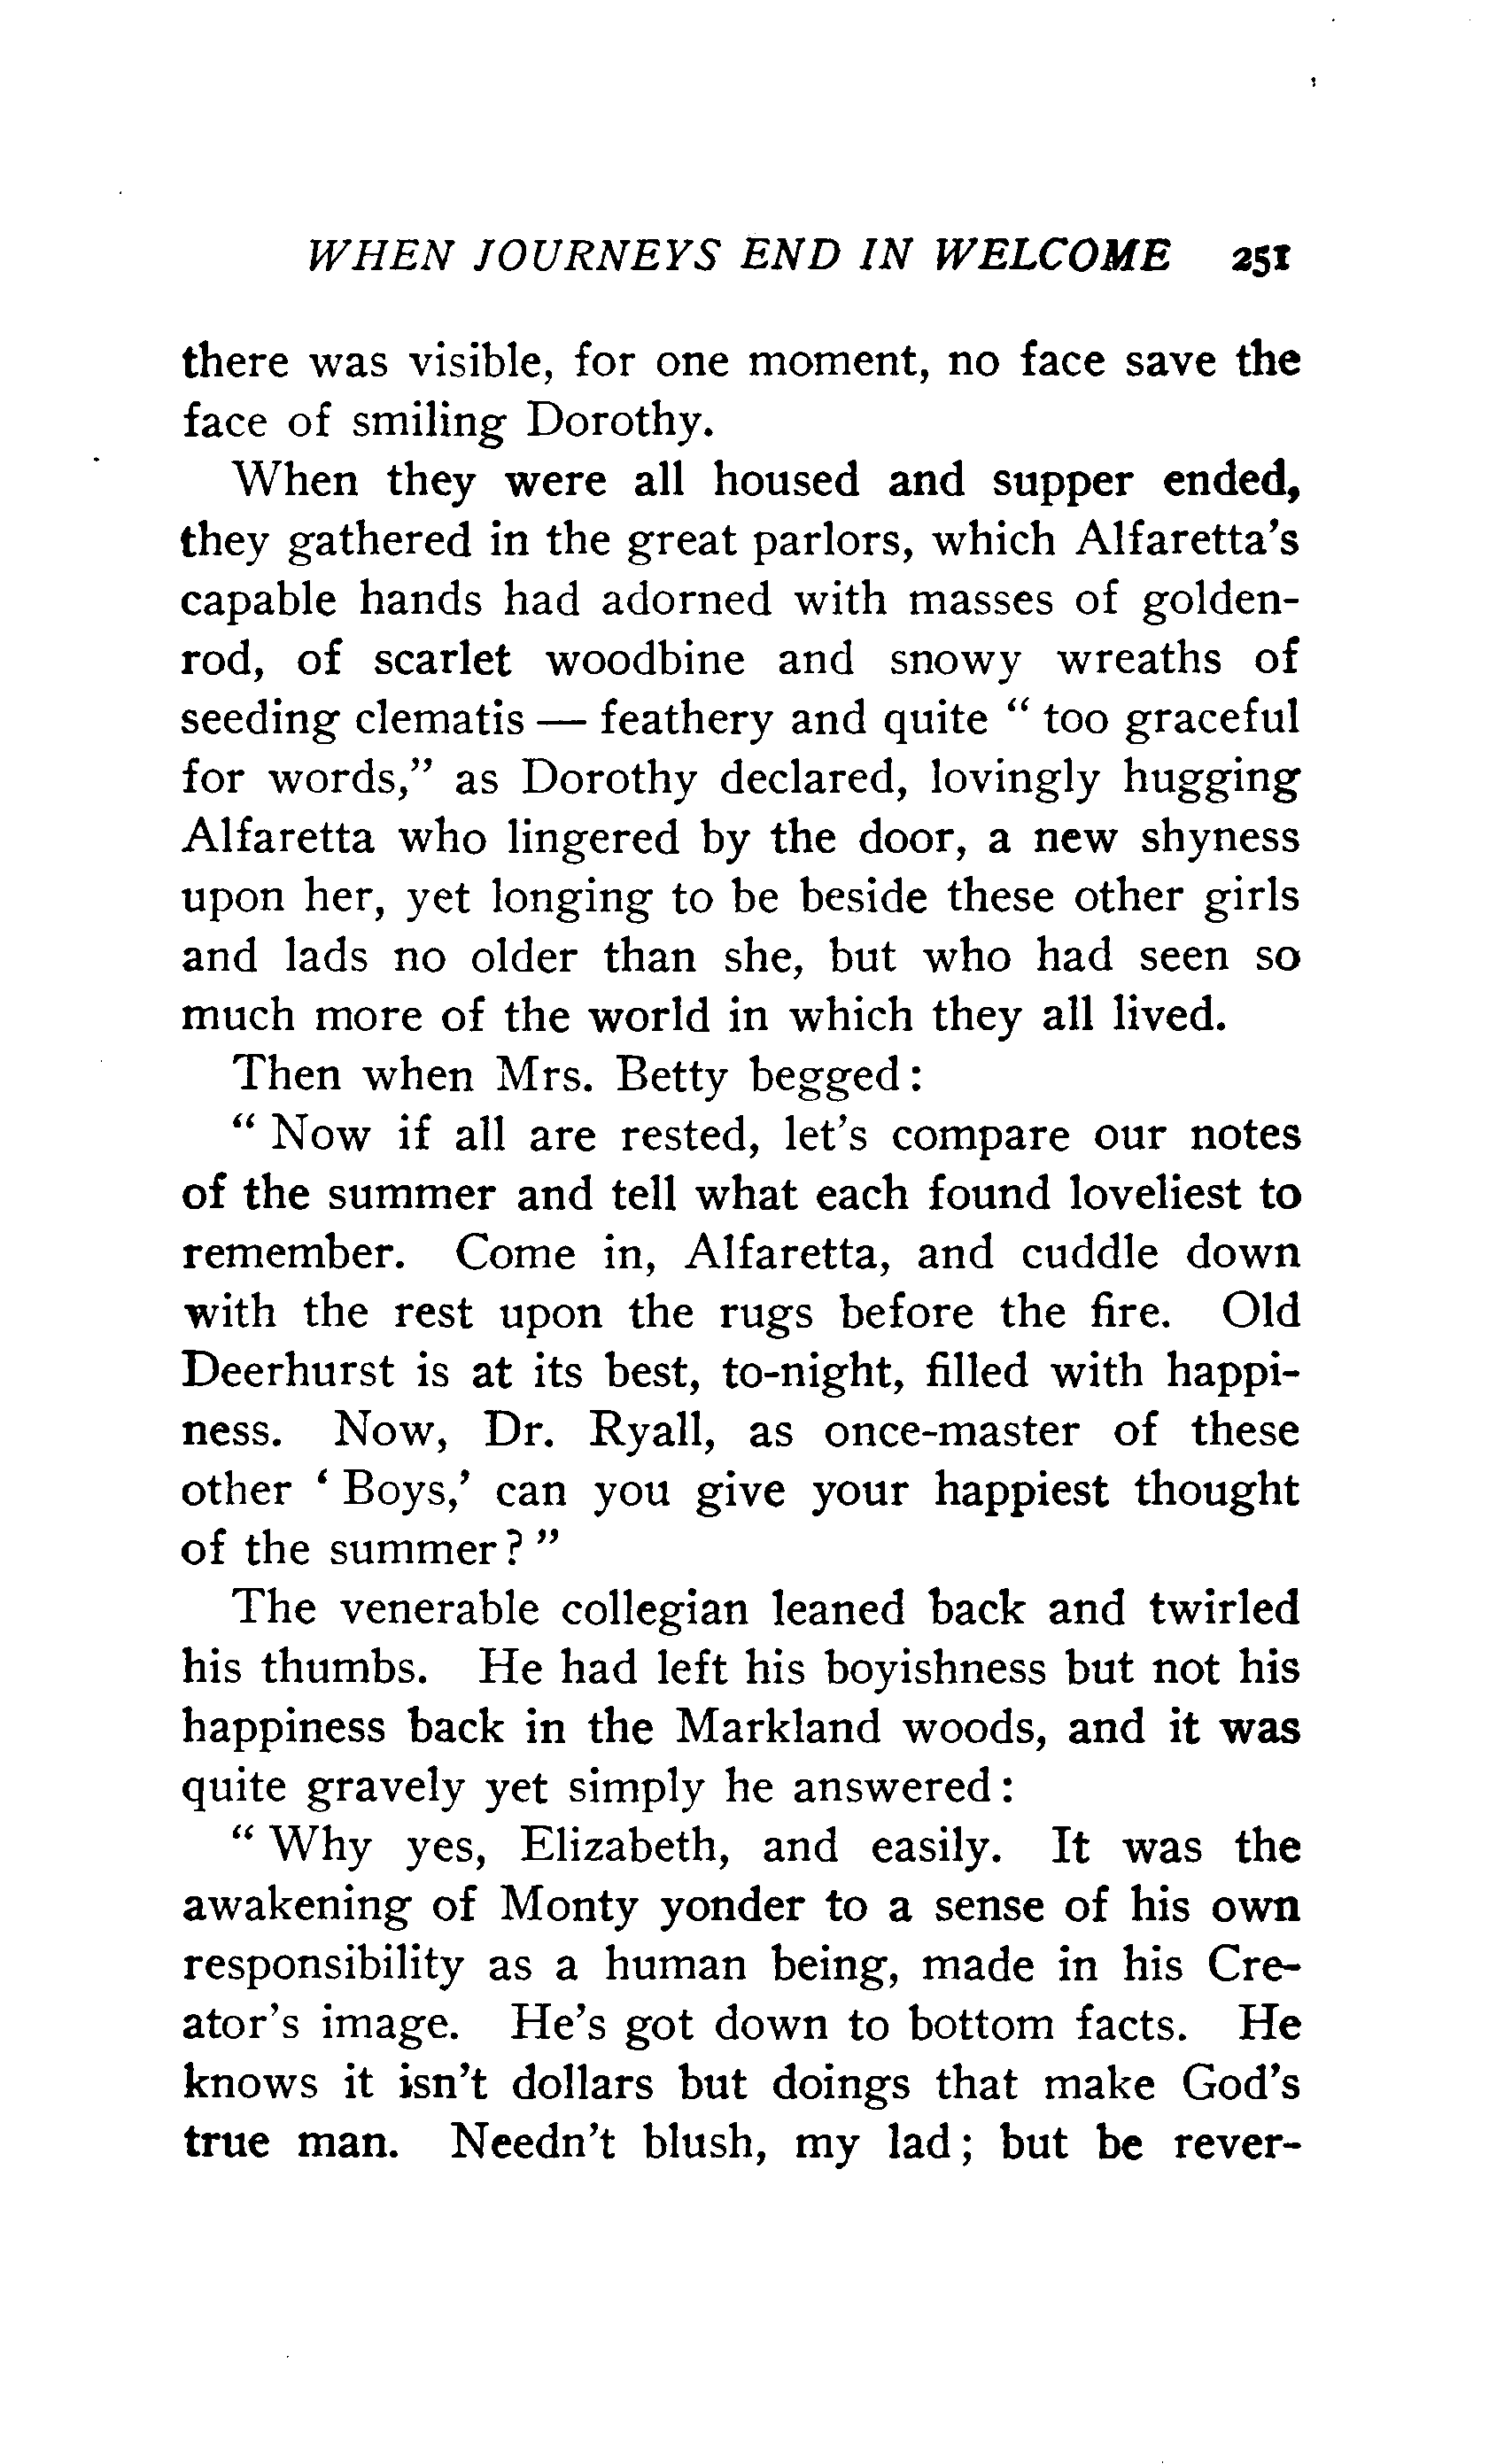 WHEN JOURNEYS END IN WELCOME 251
there was visible, for one moment, no face save the
face of smiling Dorothy.
When they were all housed and supper ended,
they gathered in the great parlors, which Alfaretta's
capable hands had adorned with masses of golden-
rod, of scarlet woodbine and snowy wreaths of
seeding clematis — feathery and quite " too graceful
for words," as Dorothy declared, lovingly hugging
Alfaretta who lingered by the door, a new shyness
upon her, yet longing to be beside these other girls
and lads no older than she, but who had seen so
much more of the world in which they all lived.
Then when Mrs. Betty begged :
" Now if all are rested, let's compare our notes
of the summer and tell what each found loveliest to
remember. Come in, Alfaretta, and cuddle down
with the rest upon the rugs before the fire. Old
Deerhurst is at its best, to-night, filled with happi-
ness. Now, Dr. Ryall, as once-master of these
other ' Boys,' can you give your happiest thought
of the summer ? "
The venerable collegian leaned back and twirled
his thumbs. He had left his boyishness but not his
happiness back in the Markland woods, and it was
quite gravely yet simply he answered :
" Why yes, Elizabeth, and easily. It was the
awakening of Monty yonder to a sense of his own
responsibility as a human being, made in his Cre-
ator's image. He's got down to bottom facts. He
knows it isn't dollars but doings that make God's
true man. Needn't blush, my lad ; but be rever-